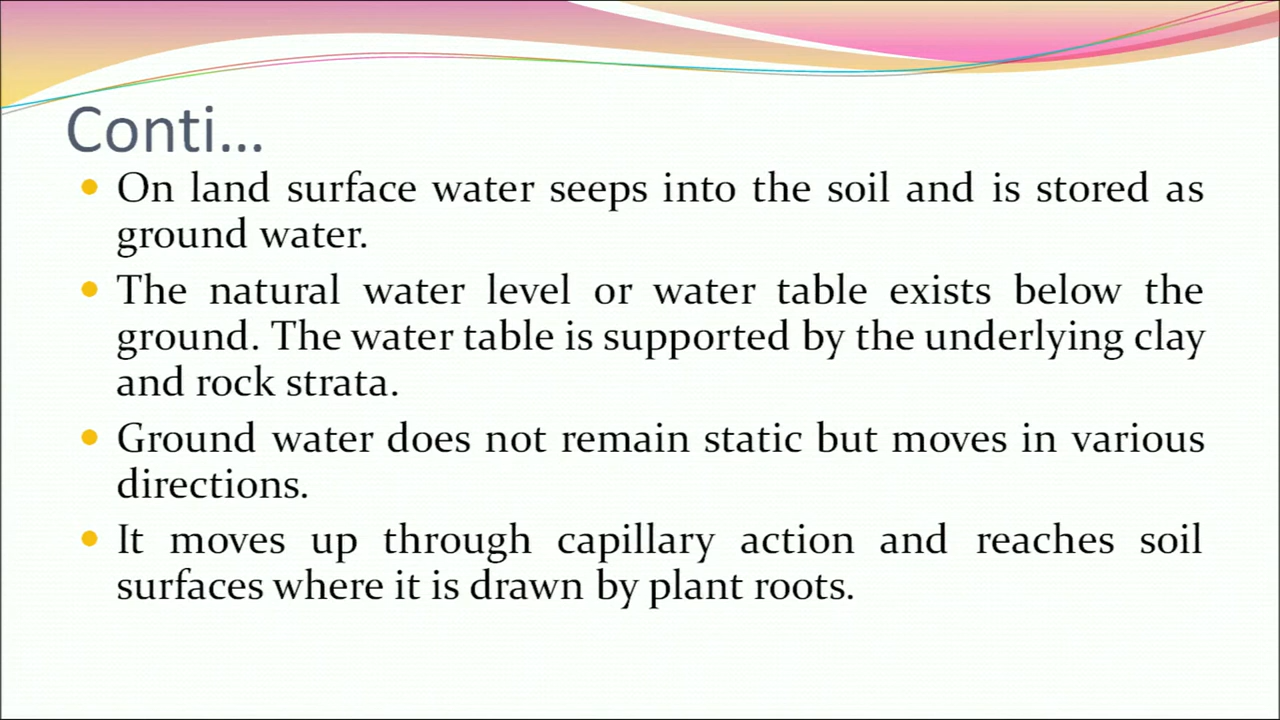 Conti...
On land surface water seeps into the soil and is stored as
ground water.
The natural water level or water table exists below the
ground. The water table is supported by the underlying clay
and rock strata.
Ground water does not remain static but moves in various
directions.
It moves up through capillary action and reaches soil
surfaces where it is drawn by plant roots.